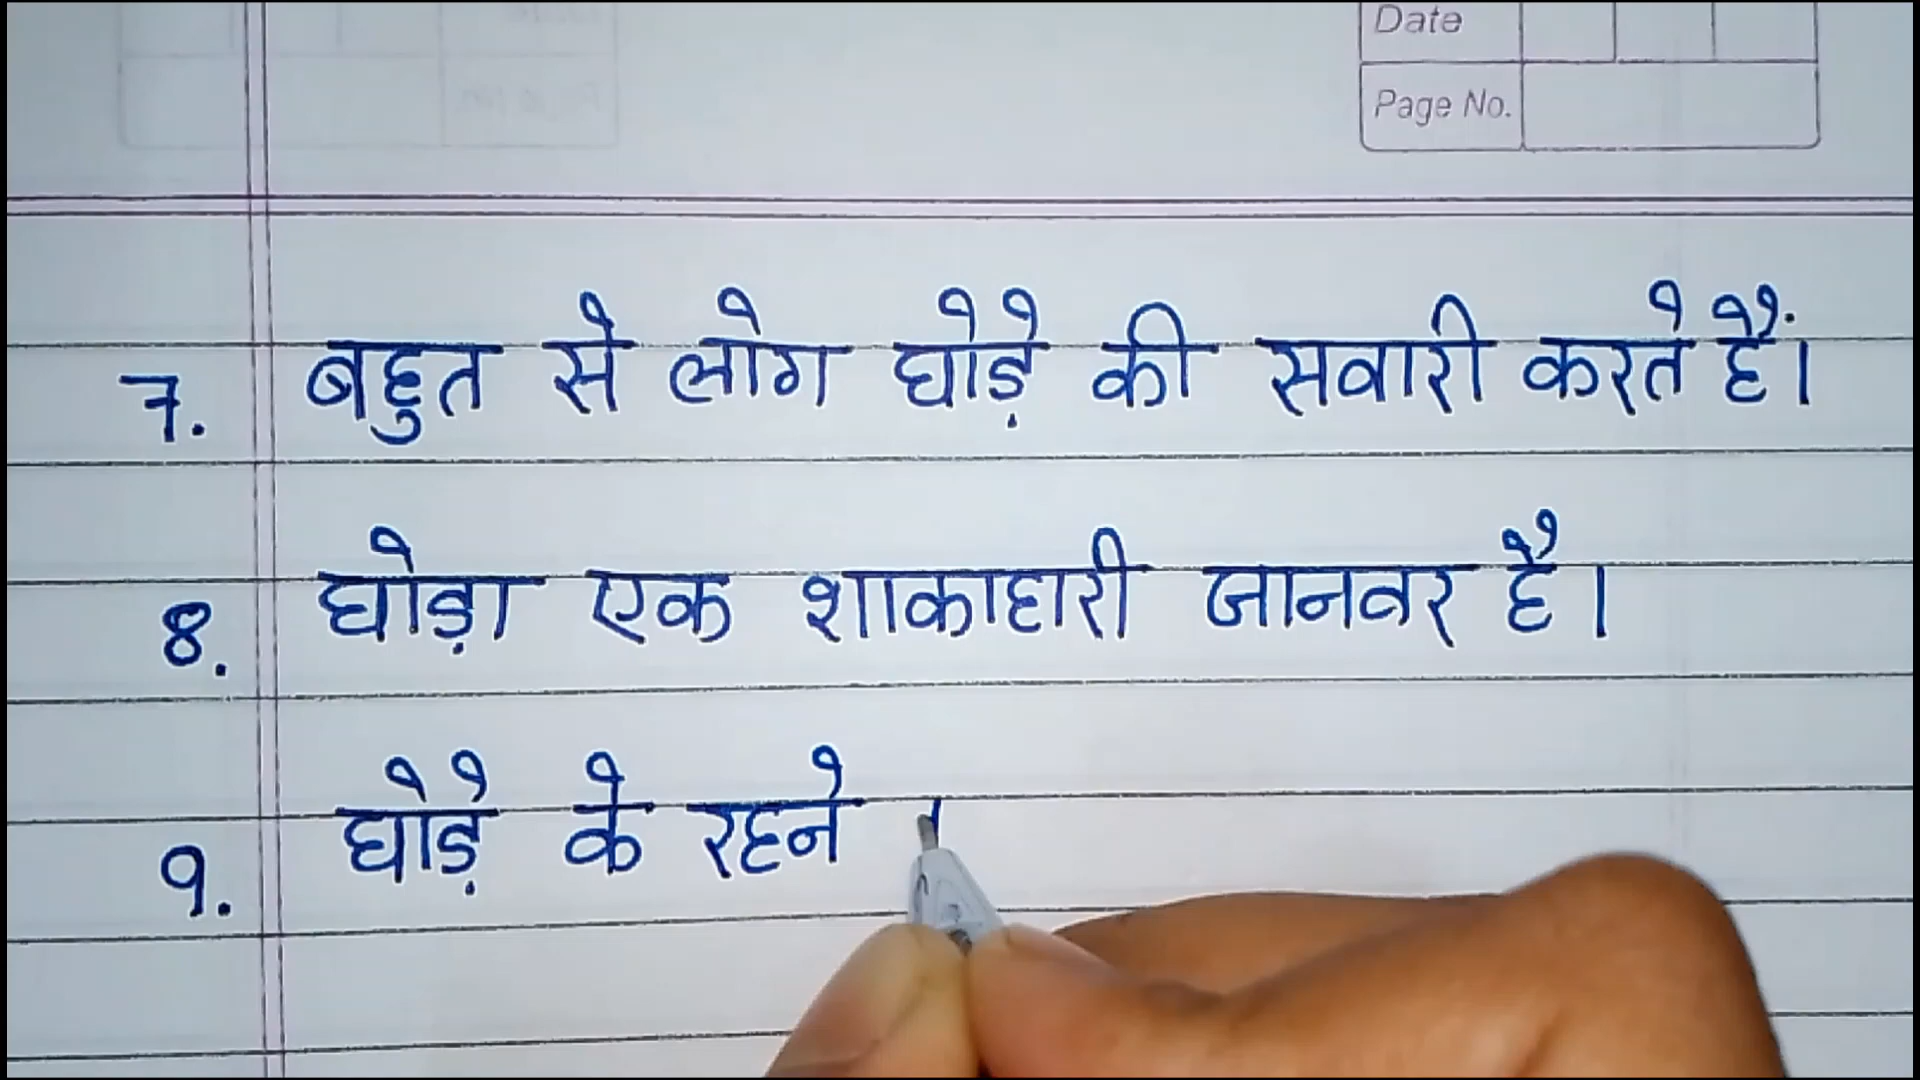 Date
Page No.
7. बहुत से लोग घोड़े की सवारी करते हैं।
8. घोड़ा एक शाकाहारी जानवर है।
9. घोड़े के रहने